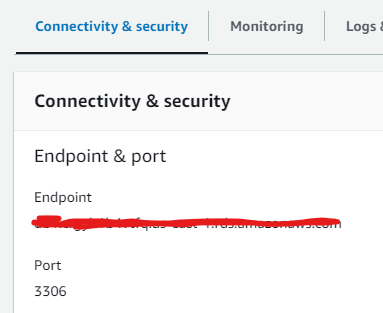 Connectivity & security Monitoring Logs &
Connectivity & security
Endpoint & port
Endpoint
Port
3306